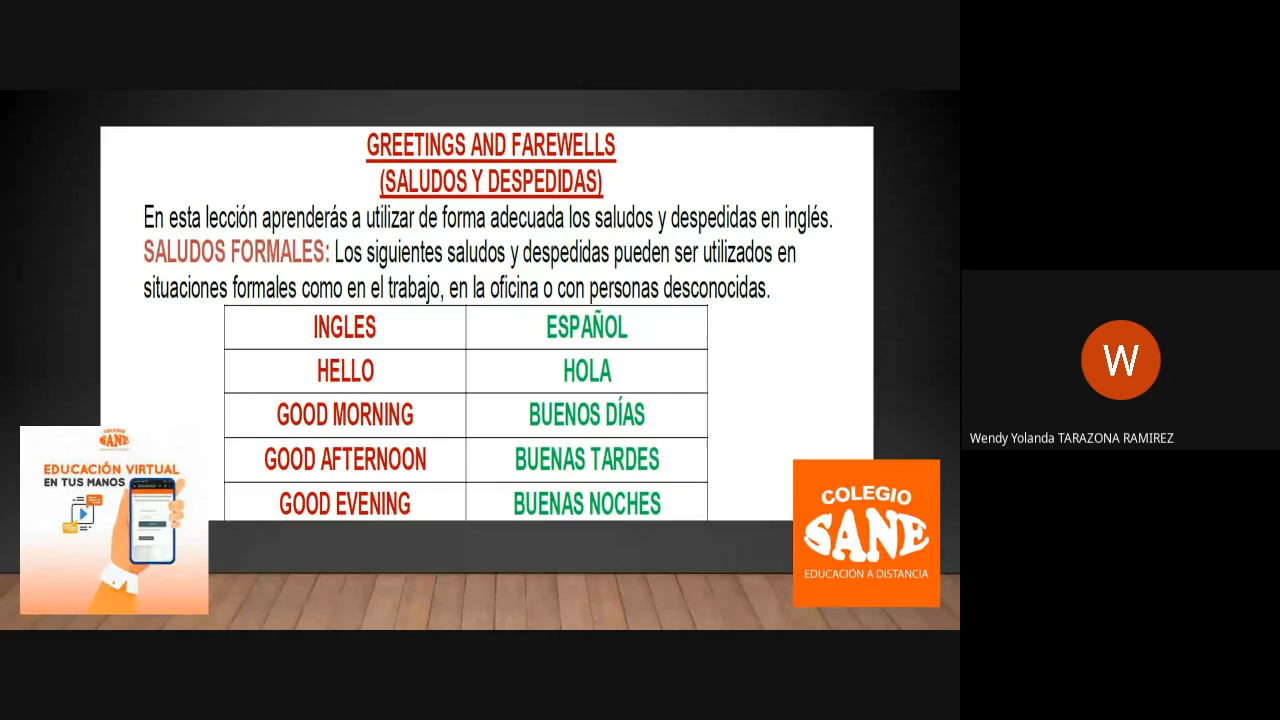 GREETINGS AND FAREWELLS
(SALUDOS Y DESPEDIDAS)
En esta lección aprenderás a utilizar de forma adecuada los saludos y despedidas en inglés.
SALUDOS FORMALES: Los siguientes saludos y despedidas pueden ser utilizados en
situaciones formales como en el trabajo, en la oficina o con personas desconocidas.
INGLES ESPAÑOL
HELLO HOLA
GOOD MORNING BUENOS DÍAS
GOOD AFTERNOON BUENAS TARDES
GOOD EVENING BUENAS NOCHES
COLEGIO
SANE
EDUCACIÓN VIRTUAL
EN TUS MANOS
COLEGIO
SANE
EDUCACIÓN A DISTANCIA
W
Wendy Yolanda TARAZONA RAMIREZ